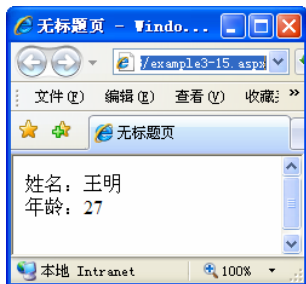 无标题页 - Windo...
/example3-15.aspx
文件(F) 编辑(E) 查看(V) 收藏 »
无标题页
姓名：王明
年龄：27
本地 Intranet 100%